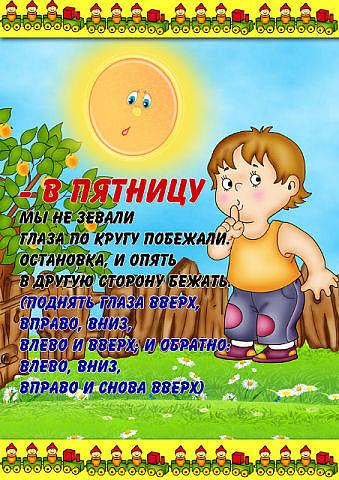 – В ПЯТНИЦУ
МЫ НЕ ЗЕВАЛИ
ГЛАЗА ПО КРУГУ ПОБЕЖАЛИ.
ОСТАНОВКА, И ОПЯТЬ
В ДРУГУЮ СТОРОНУ БЕЖАТЬ.
(ПОДНЯТЬ ГЛАЗА ВВЕРХ,
ВПРАВО, ВНИЗ,
ВЛЕВО И ВВЕРХ; И ОБРАТНО:
ВЛЕВО, ВНИЗ,
ВПРАВО И СНОВА ВВЕРХ)